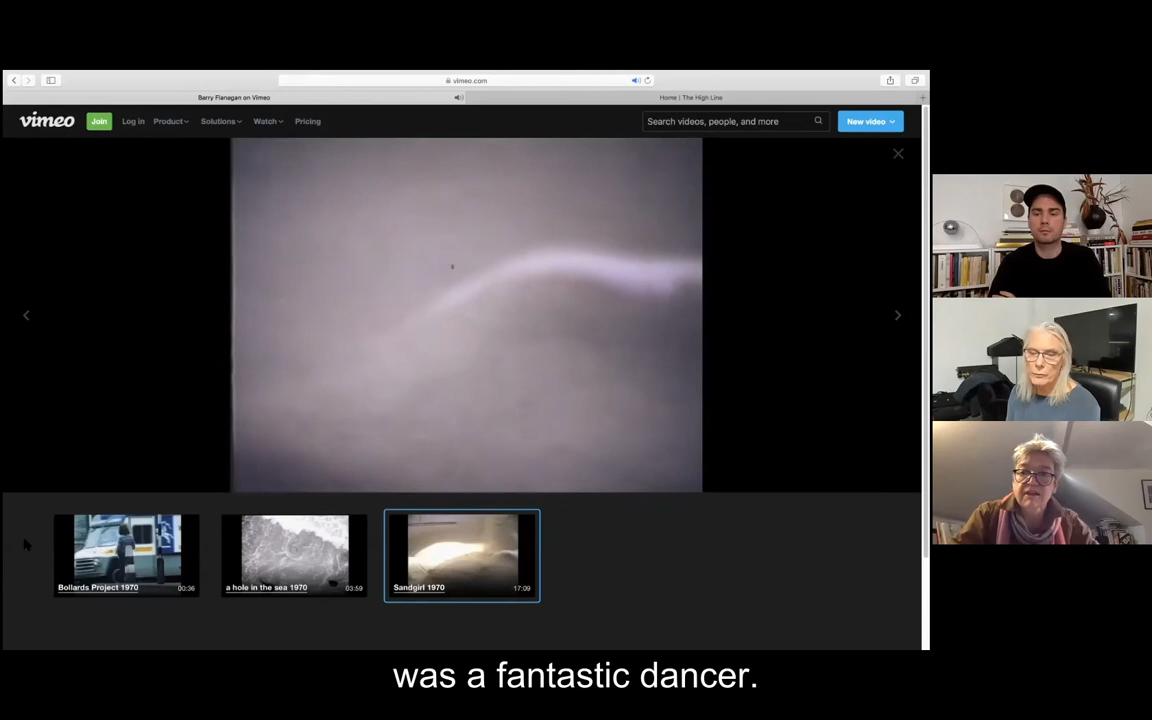 vimeo.com
Barry Flanagan on Vimeo
Home | The High Line
vimeo
Join
Log in
Product
Solutions
Watch
Pricing
Search videos, people, and more
New video
Bollards Project 1970
00:36
a hole in the sea 1970
03:59
Sandgirl 1970
17:09
was a fantastic dancer.